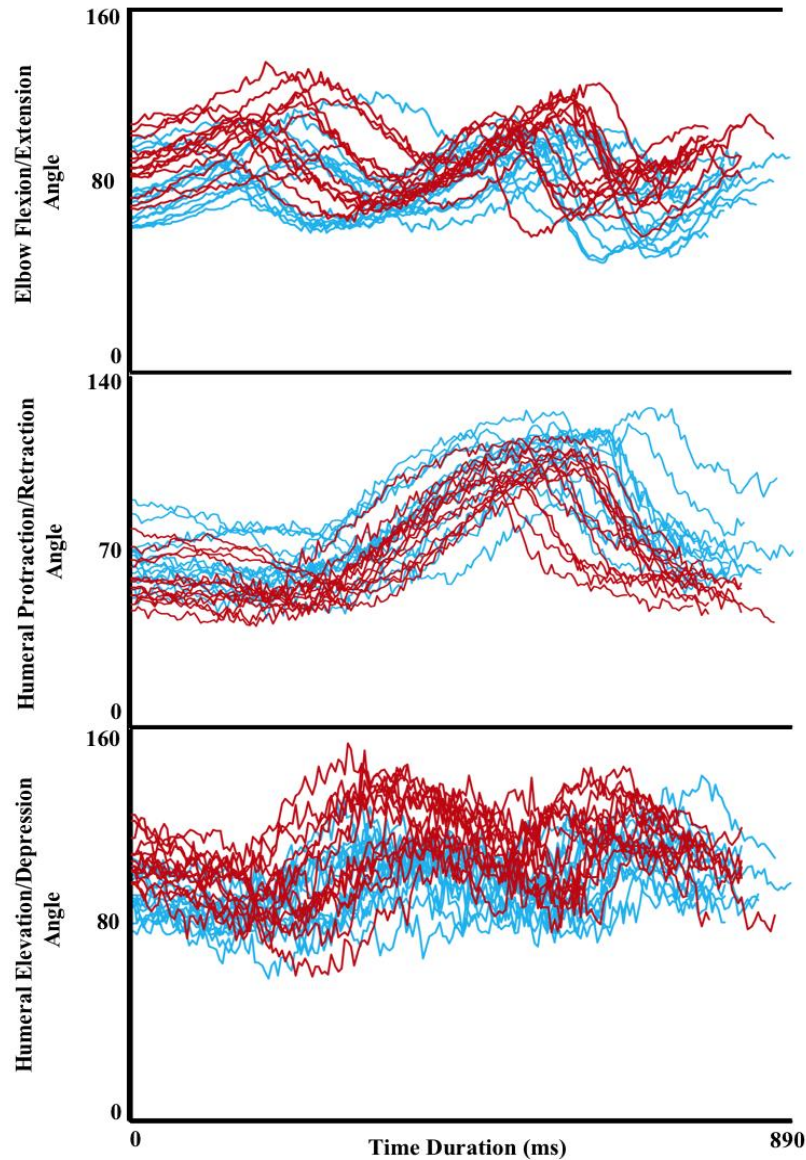 160
Elbow Flexion/Extension
Angle
80
0
140
Humeral Protraction/Retraction
Angle
70
0
160
Humeral Elevation/Depression
Angle
80
0
0
Time Duration (ms)
890